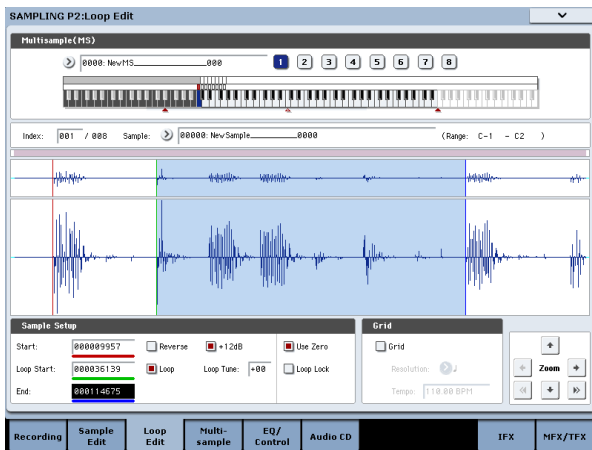 SAMPLING P2:Loop Edit
Multisample(MS)
0000: NewMS_______________000 1 2 3 4 5 6 7 8
Index: 001 / 008 Sample: 00000: NewSample__________0000 (Range: C-1 - C2 )
Sample Setup Grid
Start: 000009957 Reverse +12dB Use Zero Grid
Loop Start: 000036139 Loop Loop Tune: +00 Loop Lock Resolution: Zoom
End: 000114675 Tempo: 110.00 BPM
Recording Sample Edit Loop Edit Multi-sample EQ/Control Audio CD IFX MFX/TFX